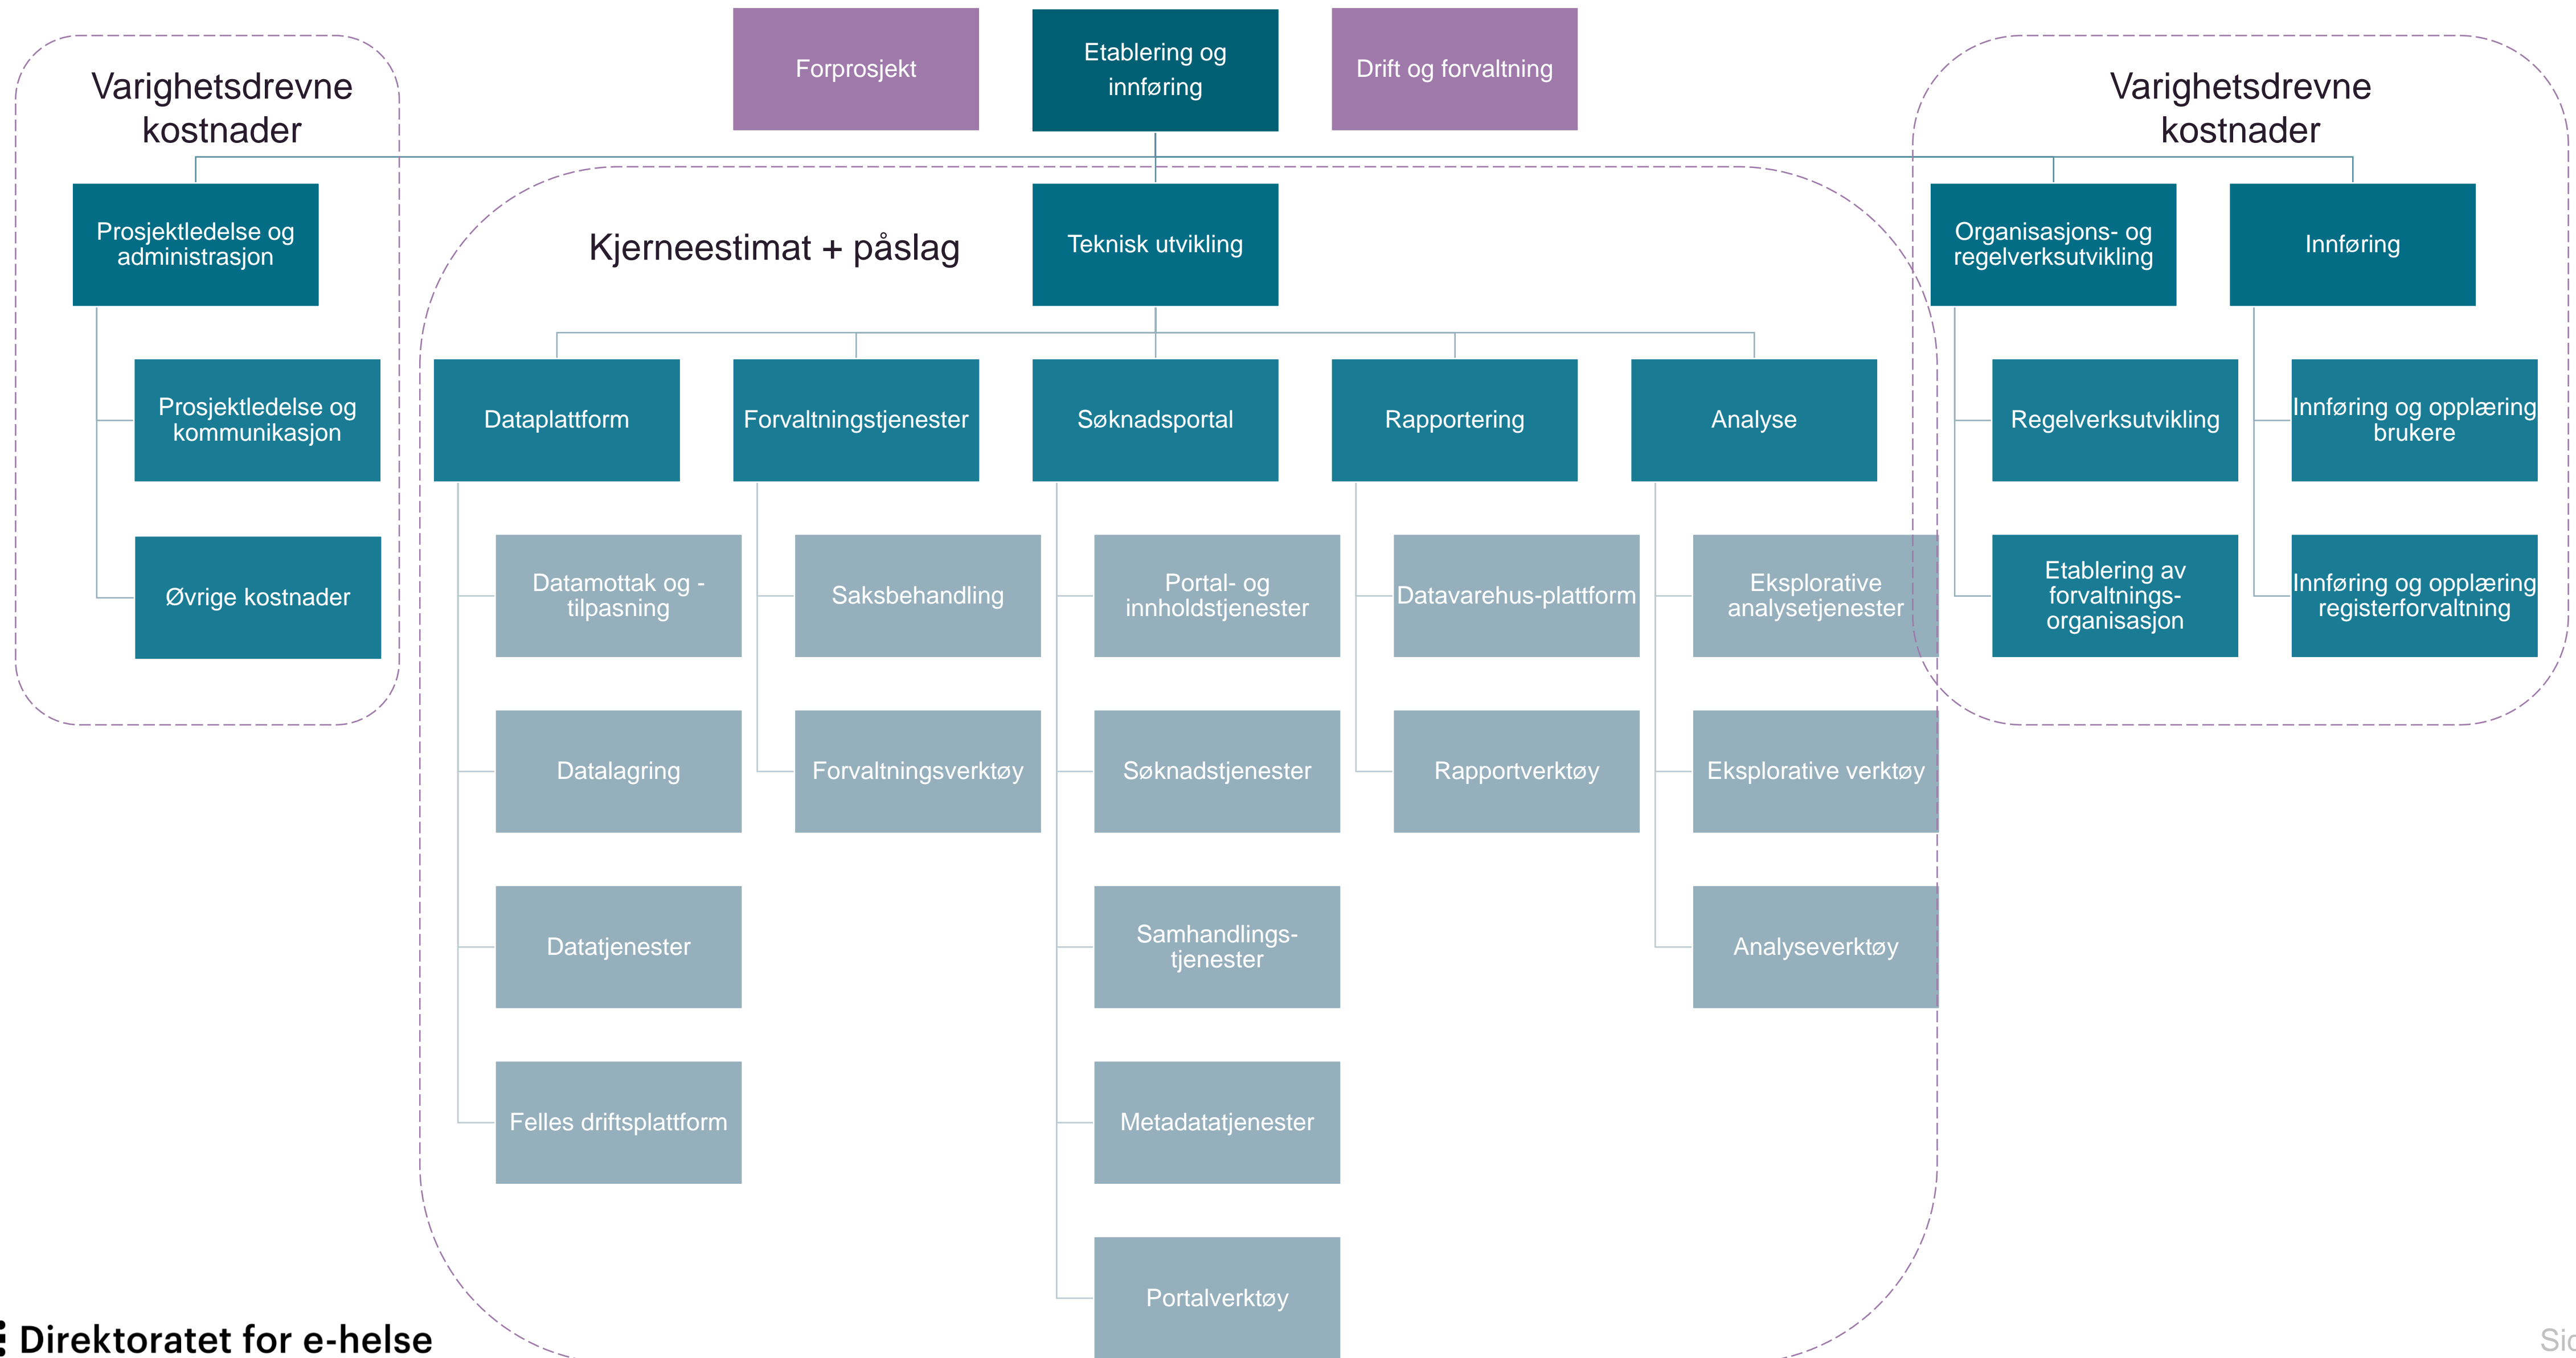 Forprosjekt
Etablering og
innføring
Drift og forvaltning
Varighetsdrevne
kostnader
Varighetsdrevne
kostnader
Prosjektledelse og
administrasjon
Kjerneestimat + påslag
Teknisk utvikling
Organisasjons- og
regelverksutvikling
Innføring
Prosjektledelse og
kommunikasjon
Øvrige kostnader
Dataplattform
Forvaltningstjenester
Søknadsportal
Rapportering
Analyse
Regelverksutvikling
Innføring og opplæring
brukere
Etablering av
forvaltnings-
organisasjon
Innføring og opplæring
registerforvaltning
Datamottak og -
tilpasning
Datalagring
Datatjenester
Felles driftsplattform
Saksbehandling
Forvaltningsverktøy
Portal- og
innholdstjenester
Søknadstjenester
Samhandlings-
tjenester
Metadatatjenester
Portalverktøy
Datavarehus-plattform
Rapportverktøy
Eksplorative
analysetjenester
Eksplorative verktøy
Analyseverktøy
Direktoratet for e-helse